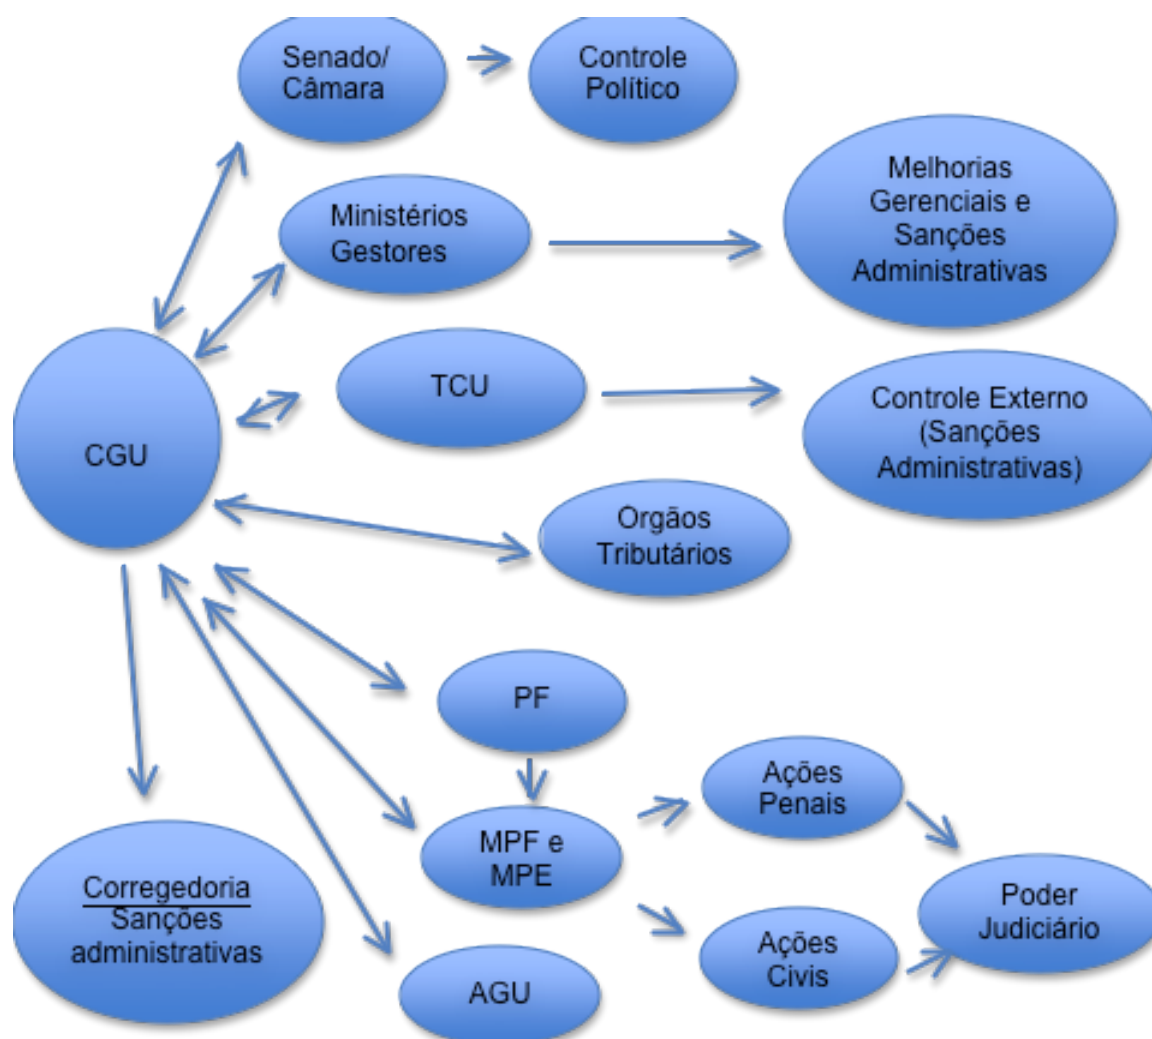 Senado/
Câmara
Controle
Político
Ministérios
Gestores
Melhorias
Gerenciais e
Sanções
Administrativas
TCU
Controle Externo
(Sanções
Administrativas)
CGU
Orgãos
Tributários
PF
MPF e
MPE
Ações
Penais
Poder
Judiciário
Ações
Civis
Corregedoria
Sanções
administrativas
AGU